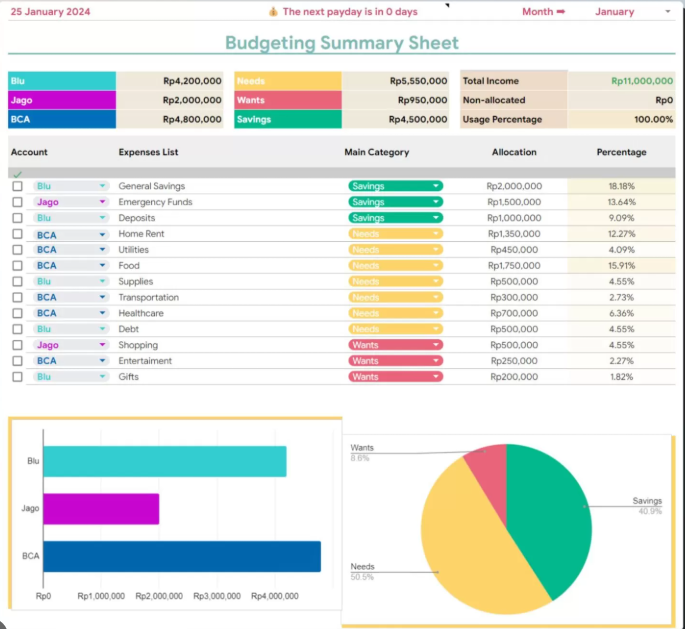 25 January 2024 The next payday is in 0 days Month ➡ January
Budgeting Summary Sheet
Blu Rp4,200,000 Needs Rp5,550,000 Total Income Rp11,000,000
Jago Rp2,000,000 Wants Rp950,000 Non-allocated Rp0
BCA Rp4,800,000 Savings Rp4,500,000 Usage Percentage 100.00%
Account Expenses List Main Category Allocation Percentage
Blu General Savings Savings Rp2,000,000 18.18%
Jago Emergency Funds Savings Rp1,500,000 13.64%
Blu Deposits Savings Rp1,000,000 9.09%
BCA Home Rent Needs Rp1,350,000 12.27%
BCA Utilities Needs Rp450,000 4.09%
BCA Food Needs Rp1,750,000 15.91%
Blu Supplies Needs Rp500,000 4.55%
BCA Transportation Needs Rp300,000 2.73%
BCA Healthcare Needs Rp700,000 6.36%
Blu Debt Needs Rp500,000 4.55%
Jago Shopping Wants Rp500,000 4.55%
BCA Entertaiment Wants Rp250,000 2.27%
Blu Gifts Wants Rp200,000 1.82%
Blu
Jago
BCA
Rp0 Rp1,000,000 Rp2,000,000 Rp3,000,000 Rp4,000,000
Wants
8.6%
Savings
40.9%
Needs
50.5%